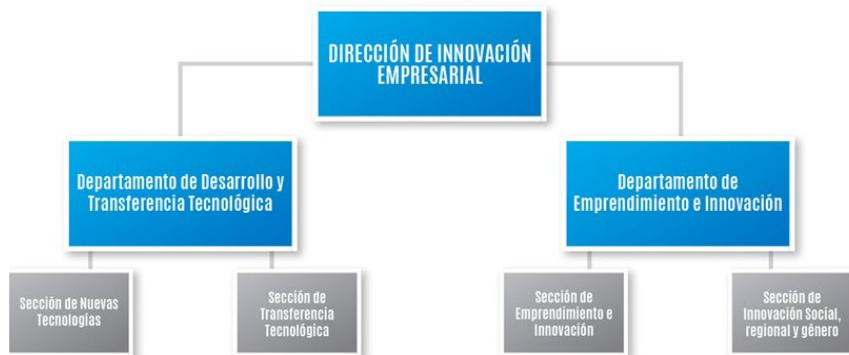 DIRECCIÓN DE INNOVACIÓN
EMPRESARIAL
Departamento de Desarrollo y
Transferencia Tecnológica
Departamento de
Emprendimiento e Innovación
Sección de Nuevas
Tecnologías
Sección de
Transferencia
Tecnológica
Sección de
Emprendimiento e
Innovación
Sección de
Innovación Social,
regional y género